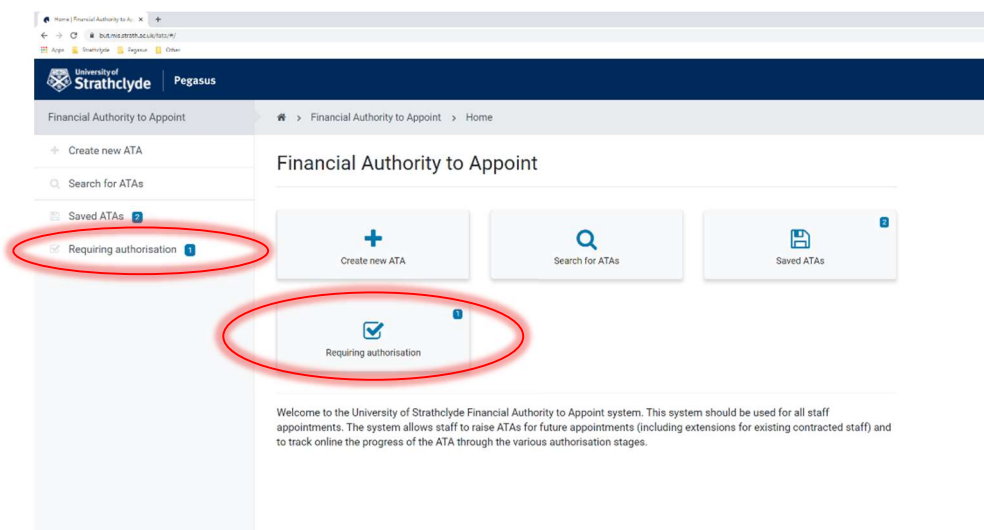 Home | Financial Authority to A
but.mis.strath.ac.uk/fata/#/
Apps Strathclyde Pegasus Other
University of
Strathclyde Pegasus
Financial Authority to Appoint
Financial Authority to Appoint > Home
Create new ATA
Search for ATAs
Saved ATAs 2
Requiring authorisation 1
Financial Authority to Appoint
Create new ATA
Search for ATAs
2
Saved ATAs
1
Requiring authorisation
Welcome to the University of Strathclyde Financial Authority to Appoint system. This system should be used for all staff
appointments. The system allows staff to raise ATAs for future appointments (including extensions for existing contracted staff) and
to track online the progress of the ATA through the various authorisation stages.